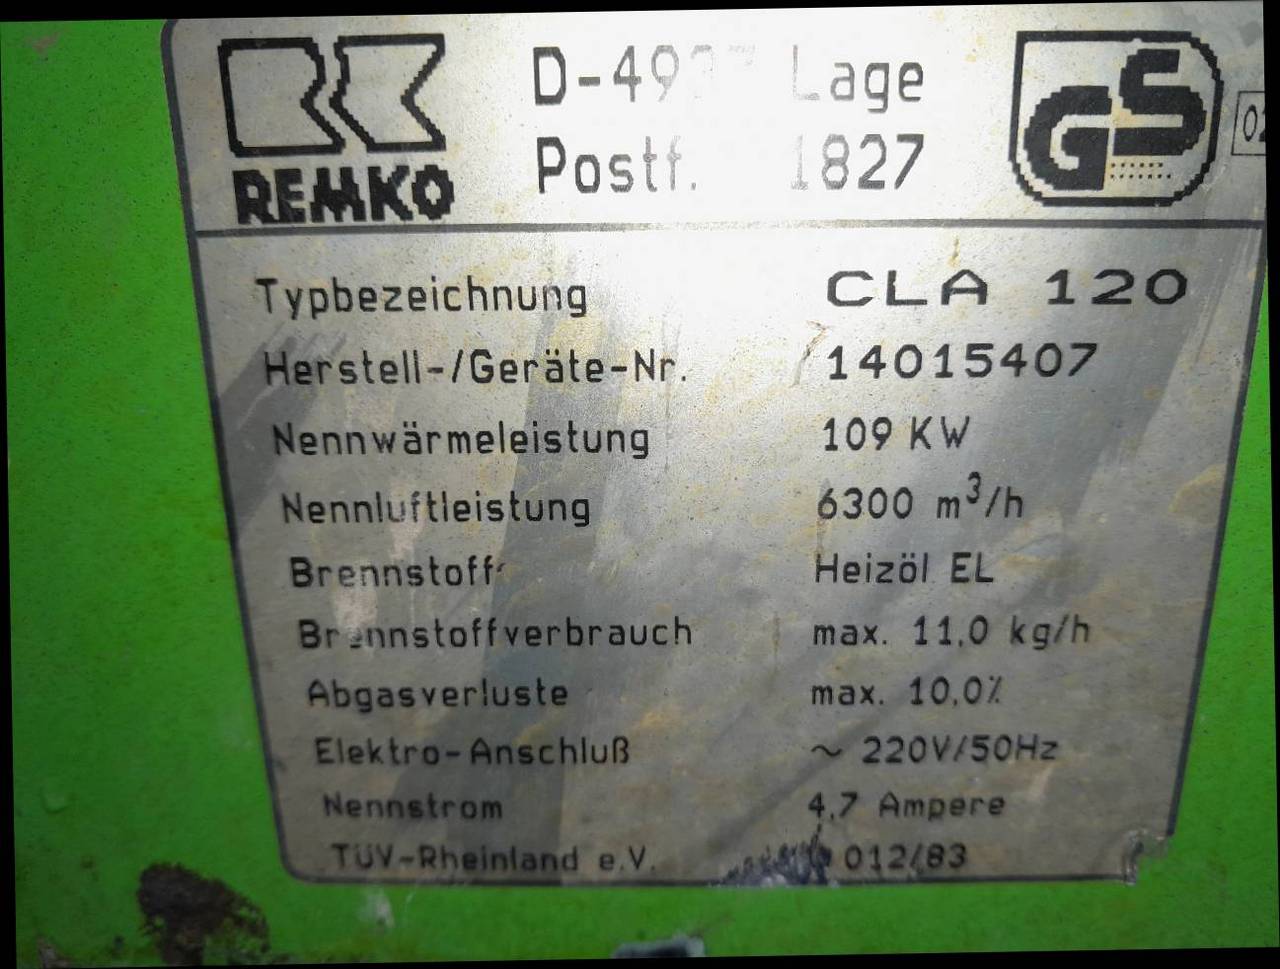 REMKO
Lage
Postf. 1827
GS
Typbezeichnung CLA 120
Herstell-/Geräte-Nr. 14015407
Nennwärmeleistung 109 KW
Nennluftleistung 6300 m³/h
Brennstoff Heizöl EL
Brennstoffverbrauch max. 11,0 kg/h
Abgasverluste max. 10,0%
Elektro-Anschluß ~ 220V/50Hz
Nennstrom 4,7 Ampere
TÜV-Rheinland e.V. 012/83